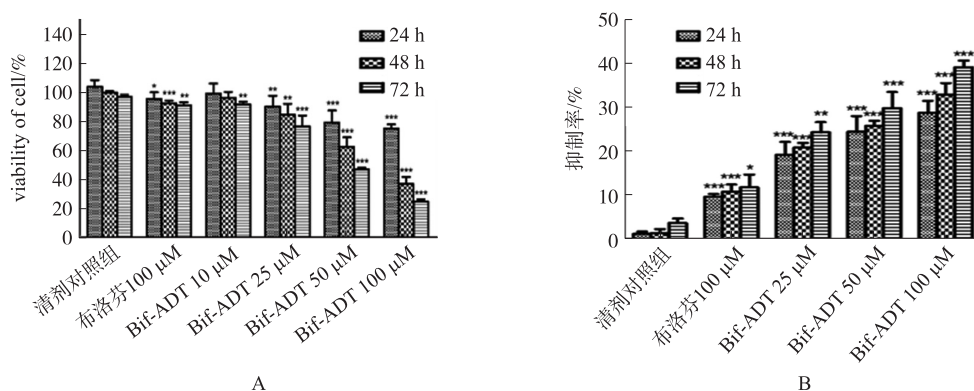 viability of cell/%
140
120
100
80
60
40
20
0
24 h
48 h
72 h
* *** ** ** ** ** *** *** *** *** *** *** ***
清剂对照组
布洛芬100 μM
Bif-ADT 10 μM
Bif-ADT 25 μM
Bif-ADT 50 μM
Bif-ADT 100 μM
A
抑制率/%
50
40
30
20
10
0
24 h
48 h
72 h
*** *** * *** *** ** *** *** *** *** *** ***
清剂对照组
布洛芬100 μM
Bif-ADT 25 μM
Bif-ADT 50 μM
Bif-ADT 100 μM
B